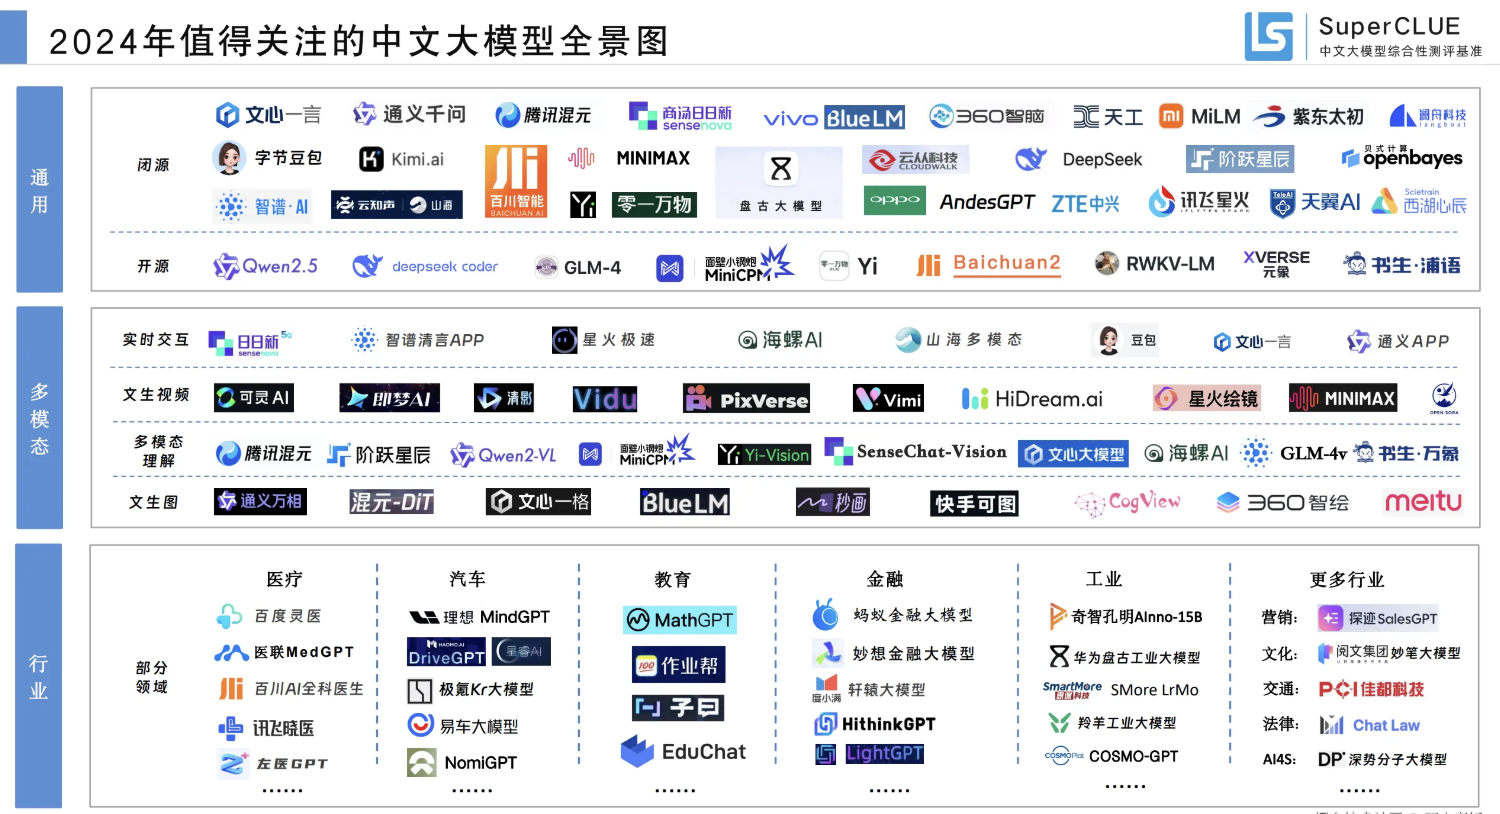 2024年值得关注的中文大模型全景图
SuperCLUE
中文大模型综合性测评基准
通用
闭源
文心一言 通义千问 腾讯混元 商汤日日新 sensenova vivo BlueLM 360智脑 天工 MiLM 紫东太初 澜舟科技 langboat
字节豆包 Kimi.ai 百川智能 BAICHUAN AI MINIMAX 盘古大模型 云从科技 CLOUDWALK DeepSeek 阶跃星辰 贝式计算 openbayes
智谱·AI 云知声 山海 Yi 零一万物 oppo AndesGPT ZTE中兴 讯飞星火 IFLYTEK SPARK TeleAI 天翼AI Scietrain 西湖心辰
开源
Qwen2.5 deepseek coder GLM-4 面壁小钢炮 MiniCPM 零一万物 Yi Baichuan2 RWKV-LM XVERSE 元象 书生·浦语
多模态
实时交互
日日新 5o sensenova 智谱清言APP 星火极速 海螺AI 山海多模态 豆包 文心一言 通义APP
文生视频
可灵AI 即梦AI 清影 Vidu PixVerse Vimi HiDream.ai 星火绘镜 MINIMAX OPEN SORA
多模态理解
腾讯混元 阶跃星辰 Qwen2-VL 面壁小钢炮 MiniCPM Yi-Vision SenseChat-Vision 文心大模型 海螺AI GLM-4v 书生·万象
文生图
通义万相 混元-DiT 文心一格 BlueLM 秒画 快手可图 CogView 360智绘 meitu
行业
部分领域
医疗 汽车 教育 金融 工业 更多行业
百度灵医
医联MedGPT
百川AI全科医生
讯飞晓医
左医GPT
······
理想 MindGPT
HAOMO.AI DriveGPT 星睿AI
极氪Kr大模型
易车大模型
NomiGPT
······
MathGPT
100 作业帮
子曰
EduChat
······
蚂蚁金融大模型
妙想金融大模型
度小满 轩辕大模型
HithinkGPT
LightGPT
······
奇智孔明AInno-15B
华为盘古工业大模型
SmartMore 思谋科技 SMore LrMo
羚羊工业大模型
COSMOPlat COSMO-GPT
······
营销: 探迹SalesGPT
文化: 阅文集团 妙笔大模型
交通: PCI佳都科技
法律: Chat Law
AI4S: DP 深势分子大模型
······